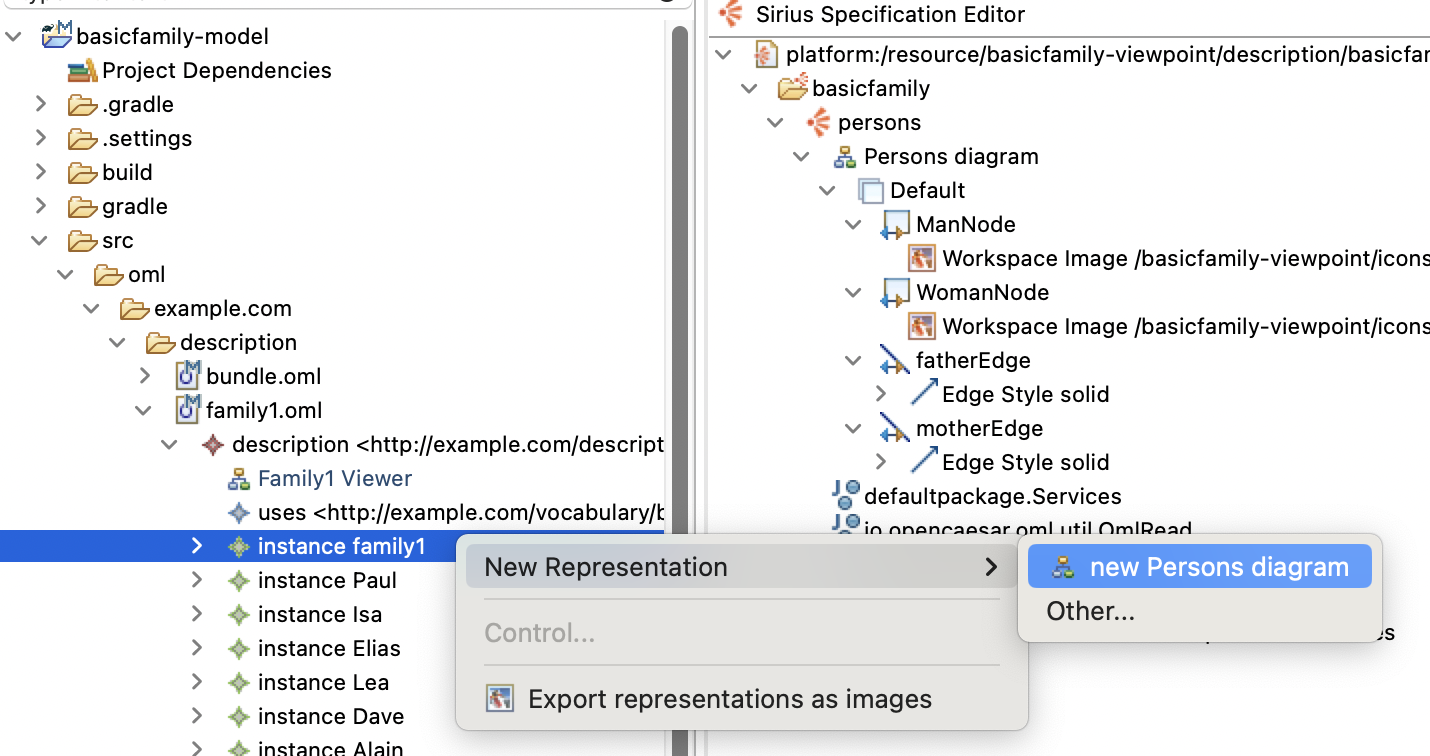 basicfamily-model
Project Dependencies
.gradle
.settings
build
gradle
src
oml
example.com
description
bundle.oml
family1.oml
description <http://example.com/descript
Family1 Viewer
uses <http://example.com/vocabulary/b
instance family1
instance Paul
instance Isa
instance Elias
instance Lea
instance Dave
instance Alain
Sirius Specification Editor
platform:/resource/basicfamily-viewpoint/description/basicfar
basicfamily
persons
Persons diagram
Default
ManNode
Workspace Image /basicfamily-viewpoint/icons
WomanNode
Workspace Image /basicfamily-viewpoint/icons
fatherEdge
Edge Style solid
motherEdge
Edge Style solid
defaultpackage.Services
io.opencaesar.oml.util.OmlRead
New Representation
Control...
Export representations as images
new Persons diagram
Other...